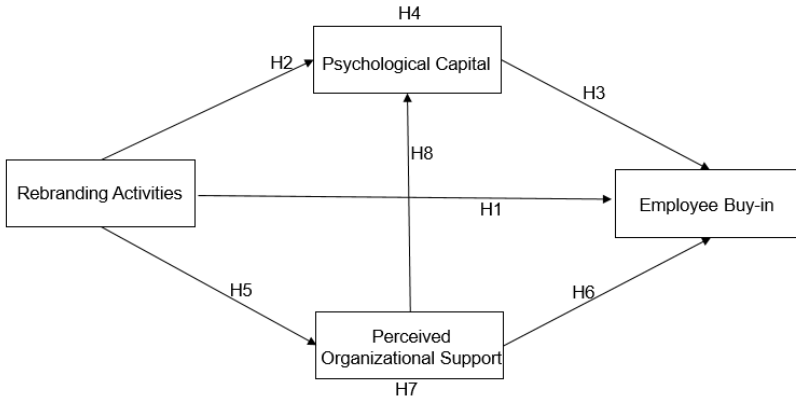 H4
Psychological Capital
H2
H3
H8
Rebranding Activities
H1
Employee Buy-in
H5
H6
Perceived
Organizational Support
H7